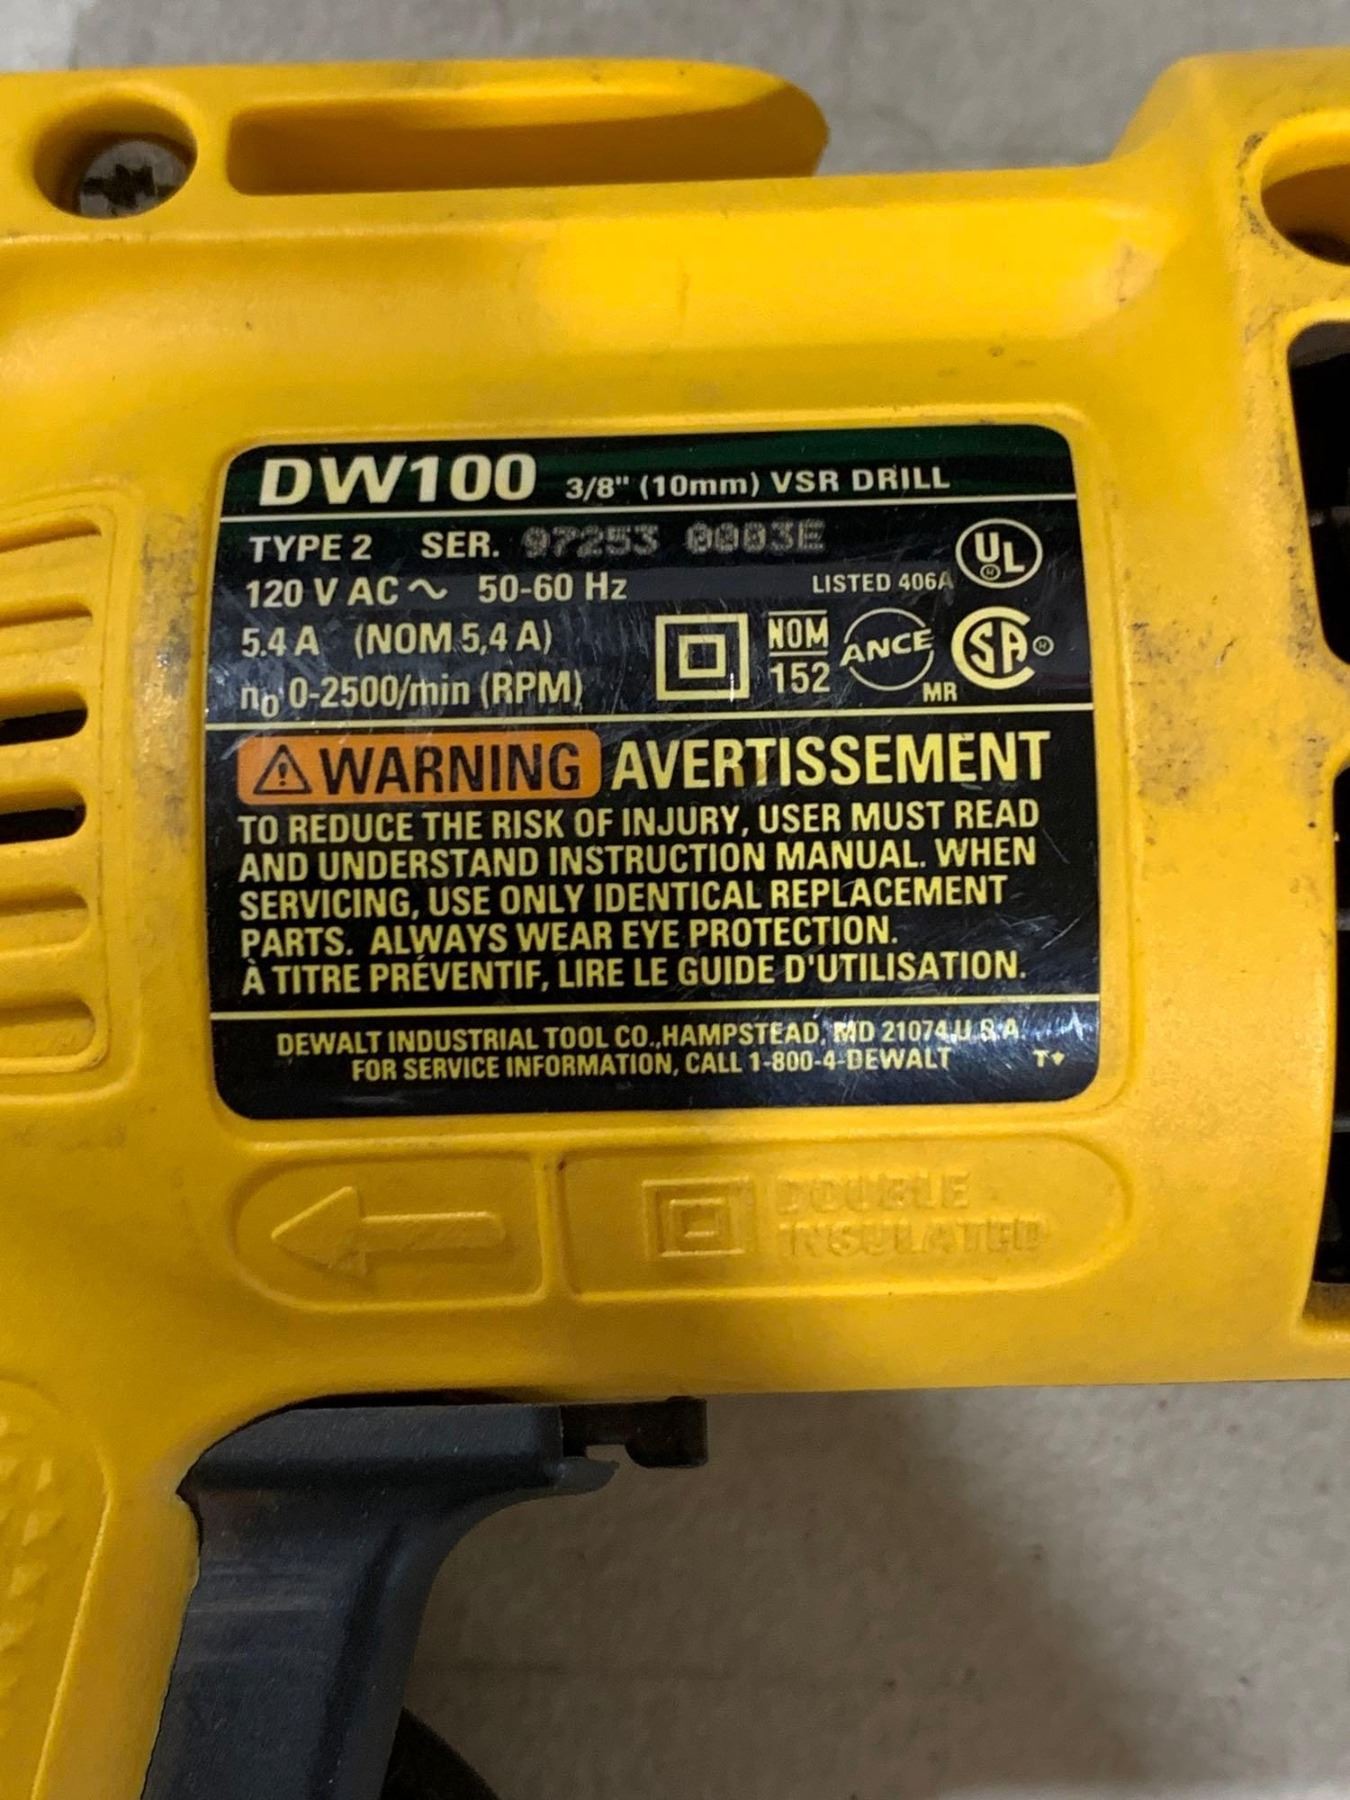 DW100 3/8" (10mm) VSR DRILL
TYPE 2 SER. 97253 0003E
UL
120 V AC ~ 50-60 Hz LISTED 406A
5.4 A (NOM 5,4 A) NOM ANCE SA ®
n₀ 0-2500/min (RPM) 152 MR
⚠WARNING AVERTISSEMENT
TO REDUCE THE RISK OF INJURY, USER MUST READ
AND UNDERSTAND INSTRUCTION MANUAL. WHEN
SERVICING, USE ONLY IDENTICAL REPLACEMENT
PARTS. ALWAYS WEAR EYE PROTECTION.
À TITRE PRÉVENTIF, LIRE LE GUIDE D'UTILISATION.
DEWALT INDUSTRIAL TOOL CO., HAMPSTEAD, MD 21074 U.S.A
FOR SERVICE INFORMATION, CALL 1-800-4-DEWALT T♦
DOUBLE
INSULATED